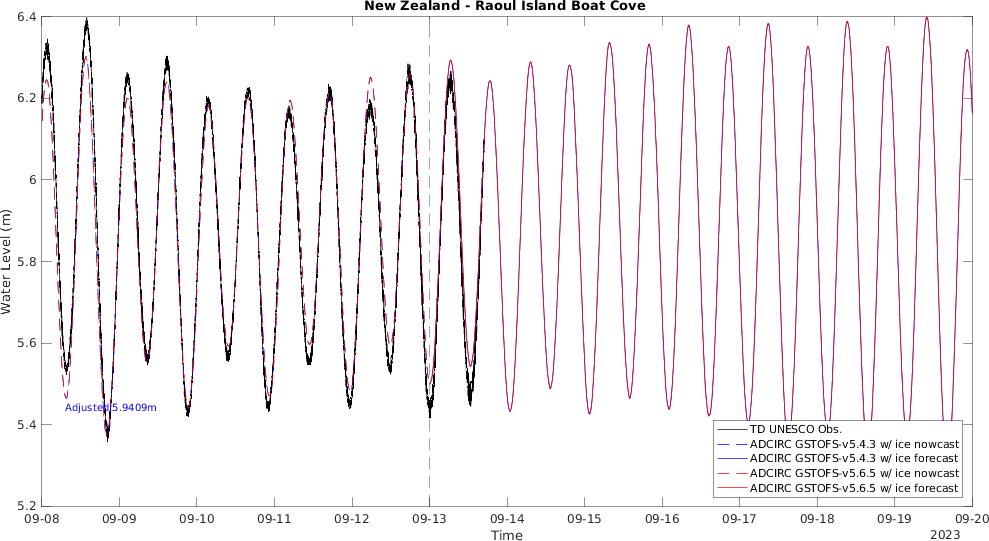 New Zealand - Raoul Island Boat Cove
6.4
6.2
6
5.8
5.6
5.4
5.2
Water Level (m)
Adjusted 5.9409m
TD UNESCO Obs.
ADCIRC GSTOFS-v5.4.3 w/ ice nowcast
ADCIRC GSTOFS-v5.4.3 w/ ice forecast
ADCIRC GSTOFS-v5.6.5 w/ ice nowcast
ADCIRC GSTOFS-v5.6.5 w/ ice forecast
09-08 09-09 09-10 09-11 09-12 09-13 09-14 09-15 09-16 09-17 09-18 09-19 09-20
Time
2023